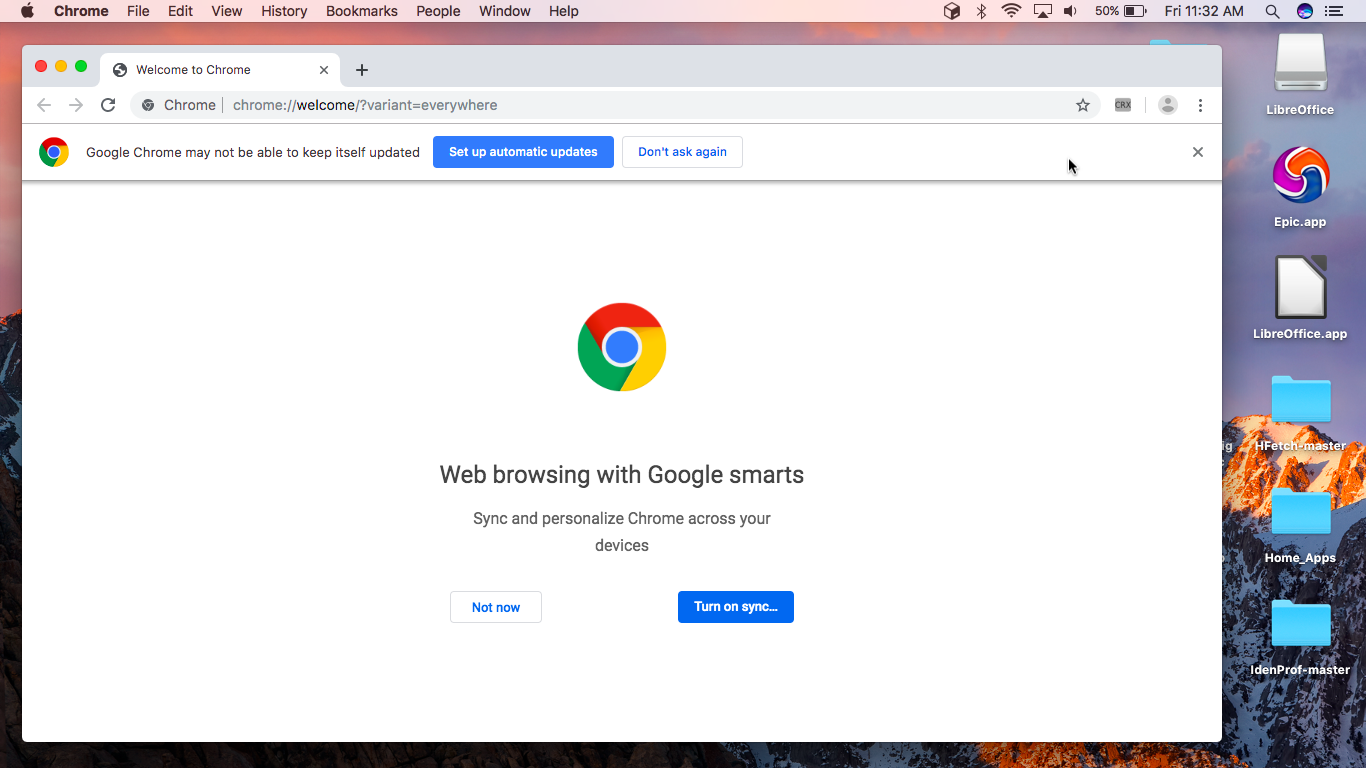 Chrome File Edit View History Bookmarks People Window Help 50% Fri 11:32 AM
Welcome to Chrome
Chrome chrome://welcome/?variant=everywhere CRX
Google Chrome may not be able to keep itself updated Set up automatic updates Don't ask again
Web browsing with Google smarts
Sync and personalize Chrome across your
devices
Not now Turn on sync...
LibreOffice
Epic.app
LibreOffice.app
HFetch-master
Home_Apps
IdenProf-master